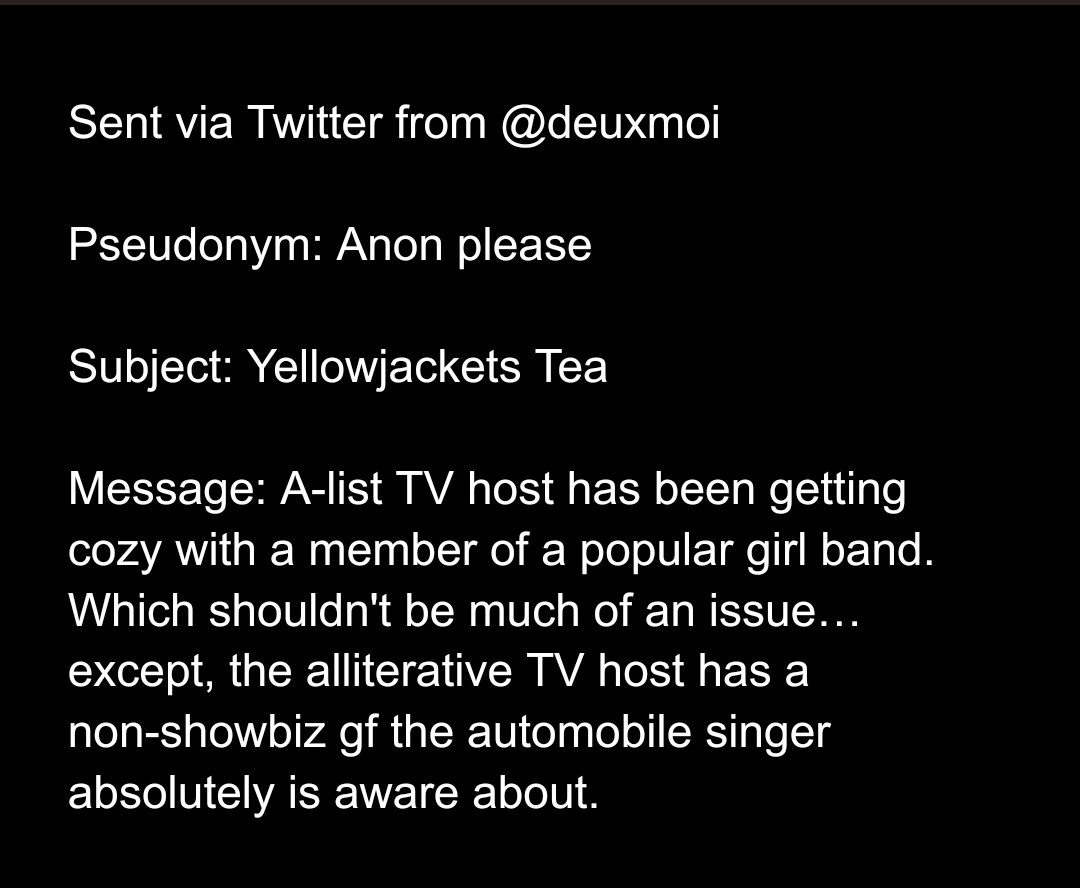 Sent via Twitter from @deuxmoi
Pseudonym: Anon please
Subject: Yellowjackets Tea
Message: A-list TV host has been getting
cozy with a member of a popular girl band.
Which shouldn't be much of an issue…
except, the alliterative TV host has a
non-showbiz gf the automobile singer
absolutely is aware about.